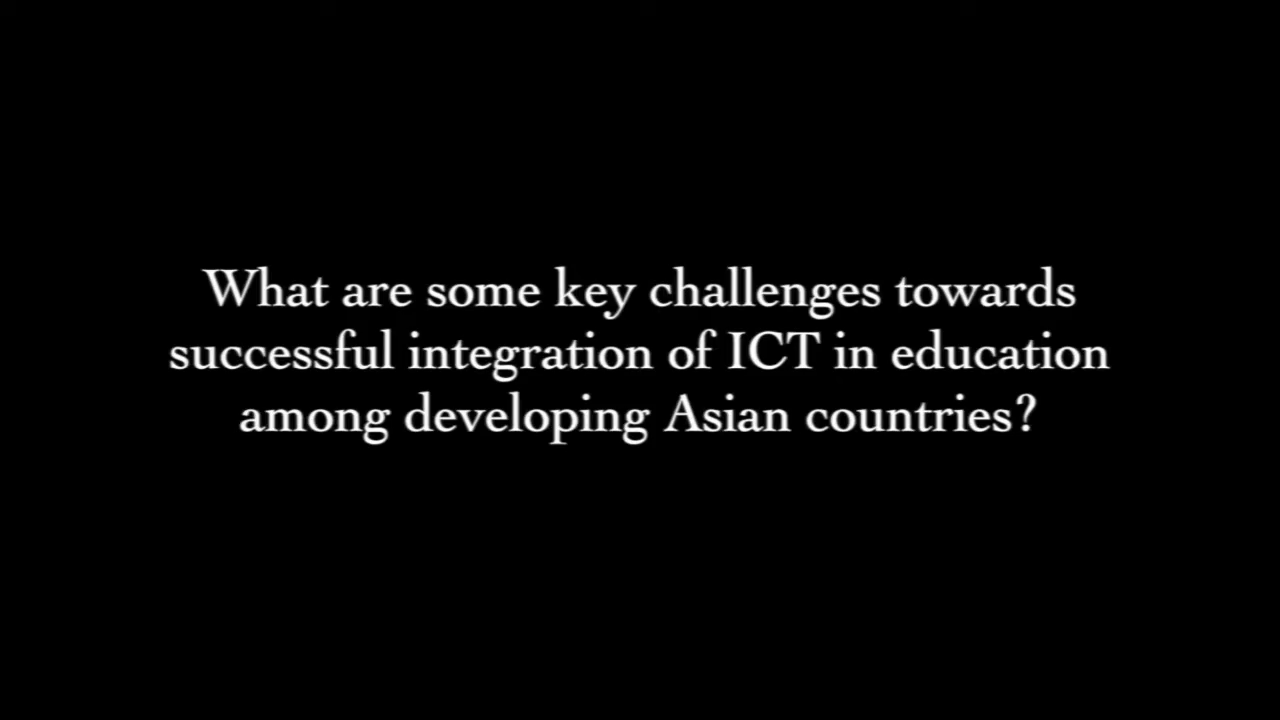 What are some key challenges towards
successful integration of ICT in education
among developing Asian countries?